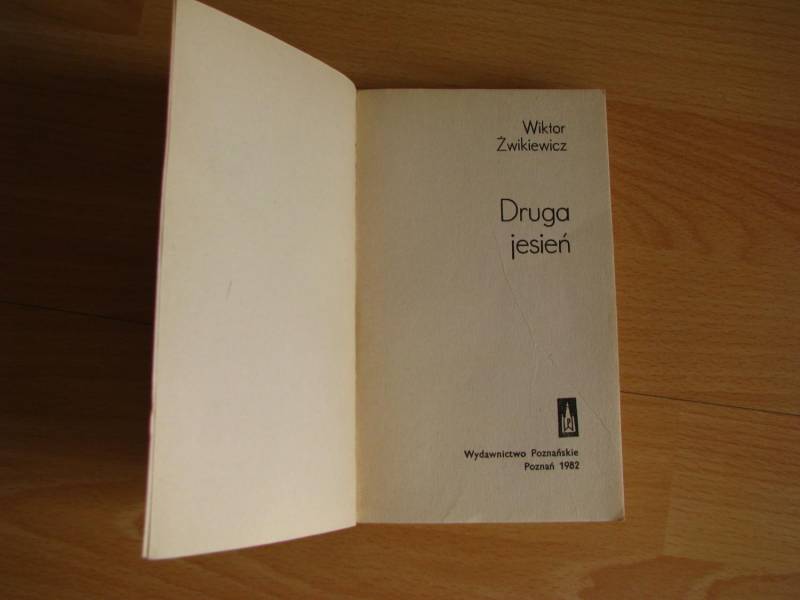 Wiktor
Żwikiewicz
Druga
jesień
Wydawnictwo Poznańskie
Poznań 1982